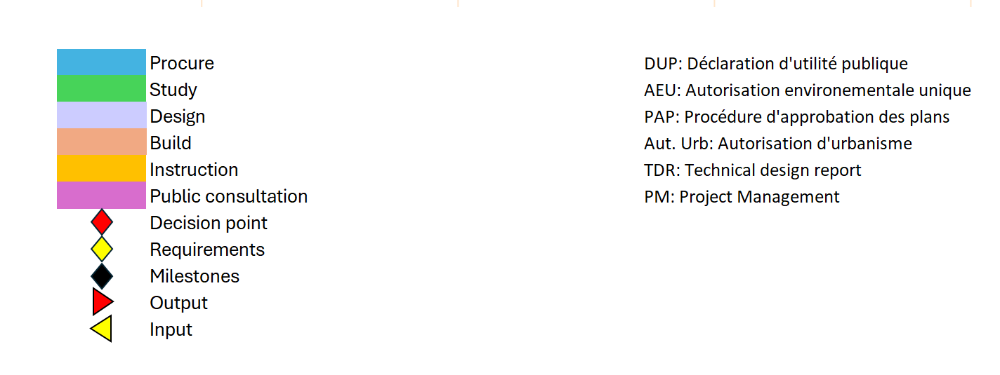 Procure
Study
Design
Build
Instruction
Public consultation
Decision point
Requirements
Milestones
Output
Input
DUP: Déclaration d'utilité publique
AEU: Autorisation environementale unique
PAP: Procédure d'approbation des plans
Aut. Urb: Autorisation d'urbanisme
TDR: Technical design report
PM: Project Management